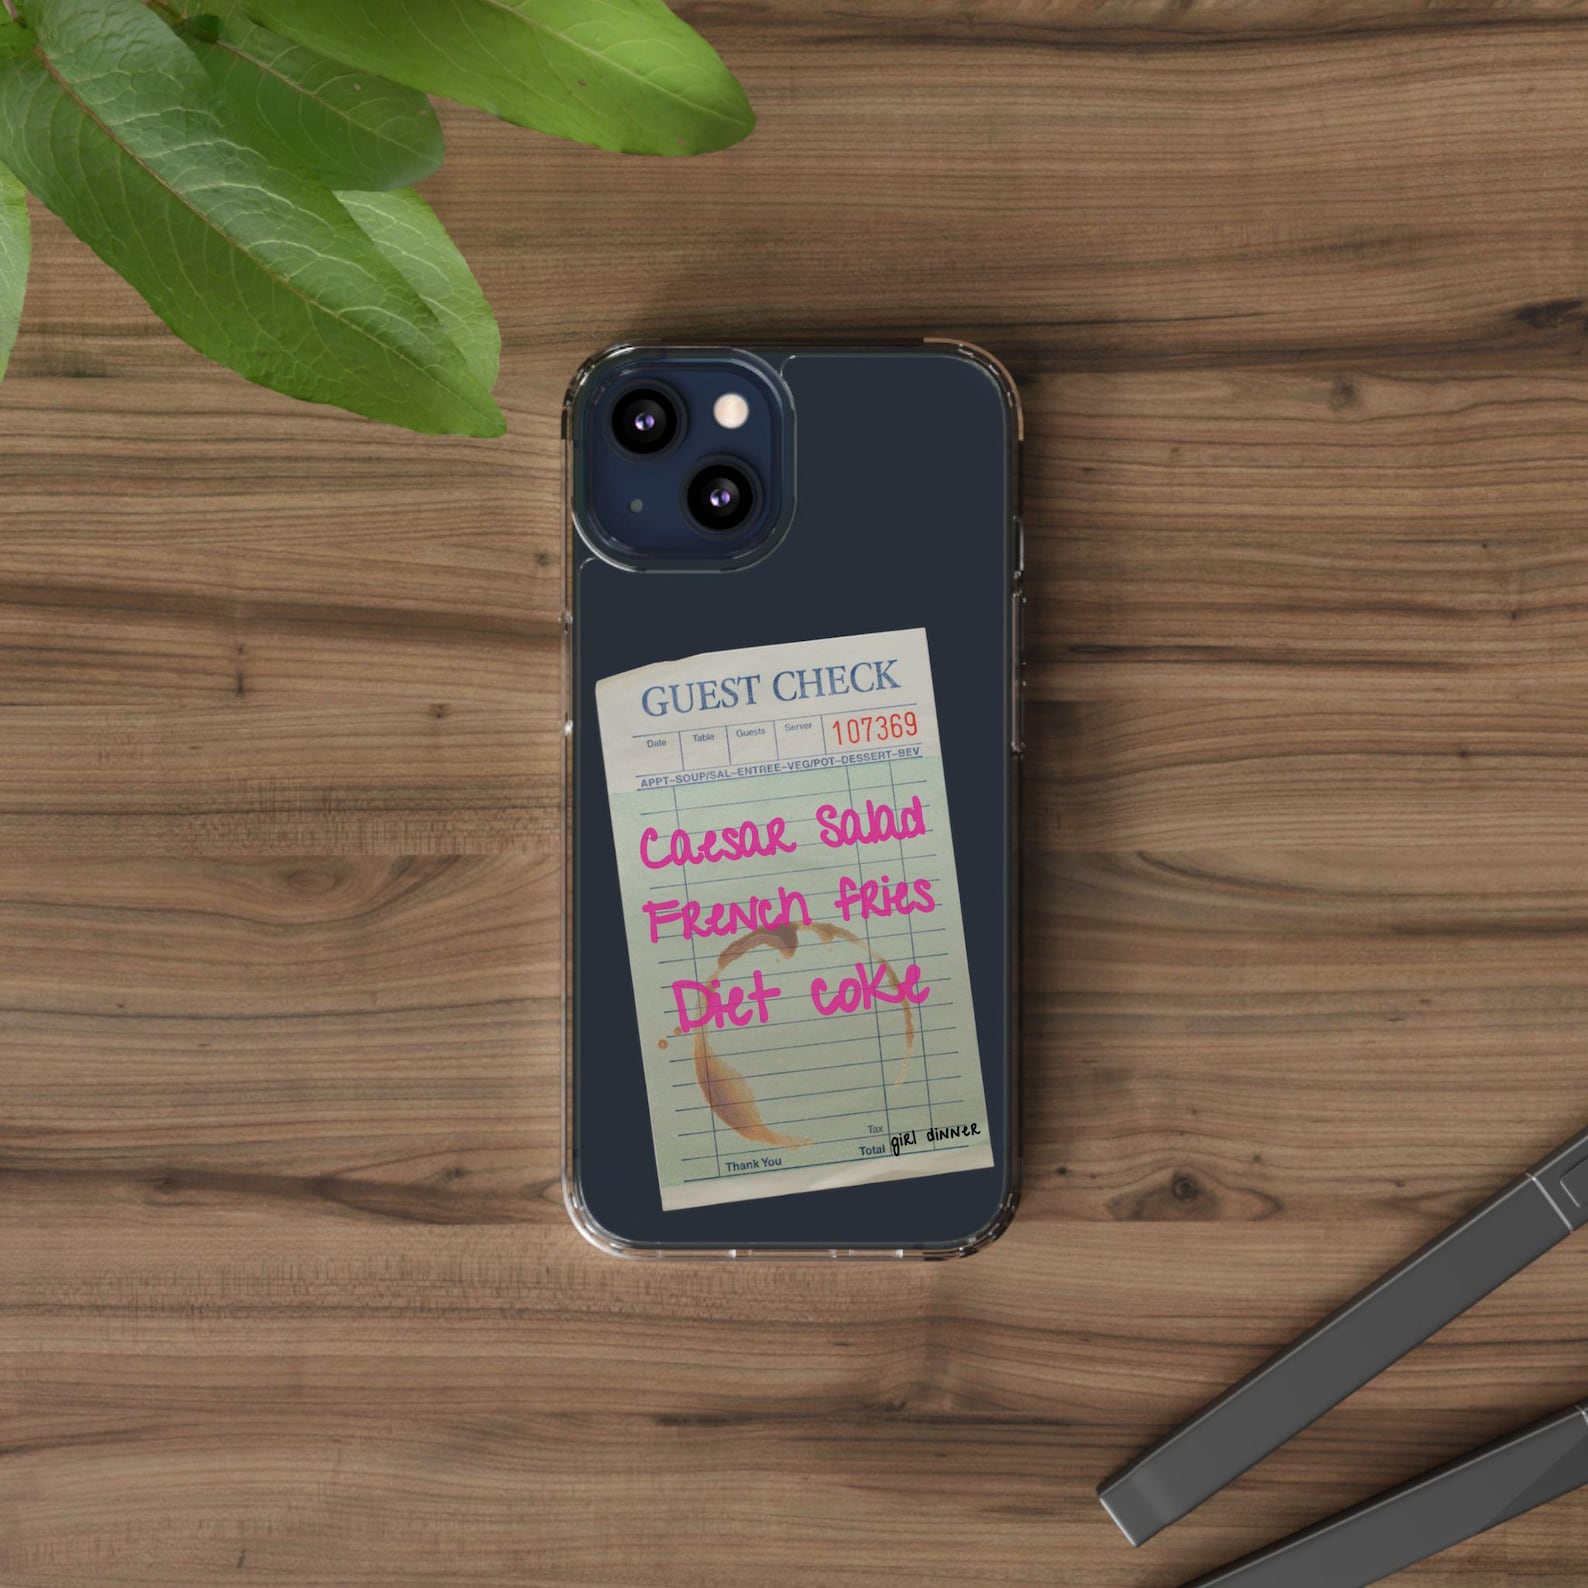 GUEST CHECK
Date Table Guests Server 107369
APPT-SOUP/SAL-ENTREE-VEG/POT-DESSERT-BEV
Caesar Salad
French fries
Diet coke
Tax
Thank You Total girl dinner